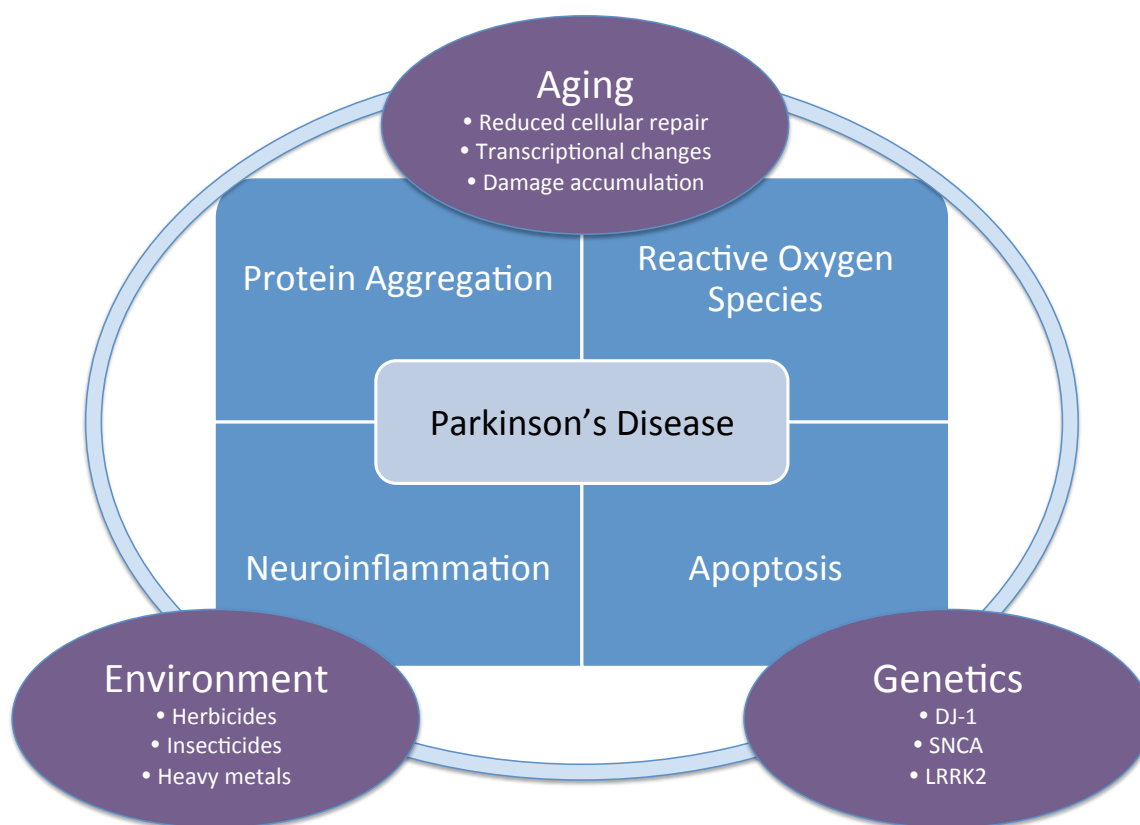 Aging
• Reduced cellular repair
• Transcriptional changes
• Damage accumulation
Protein Aggregation
Reactive Oxygen
Species
Parkinson’s Disease
Neuroinflammation
Apoptosis
Environment
• Herbicides
• Insecticides
• Heavy metals
Genetics
• DJ-1
• SNCA
• LRRK2